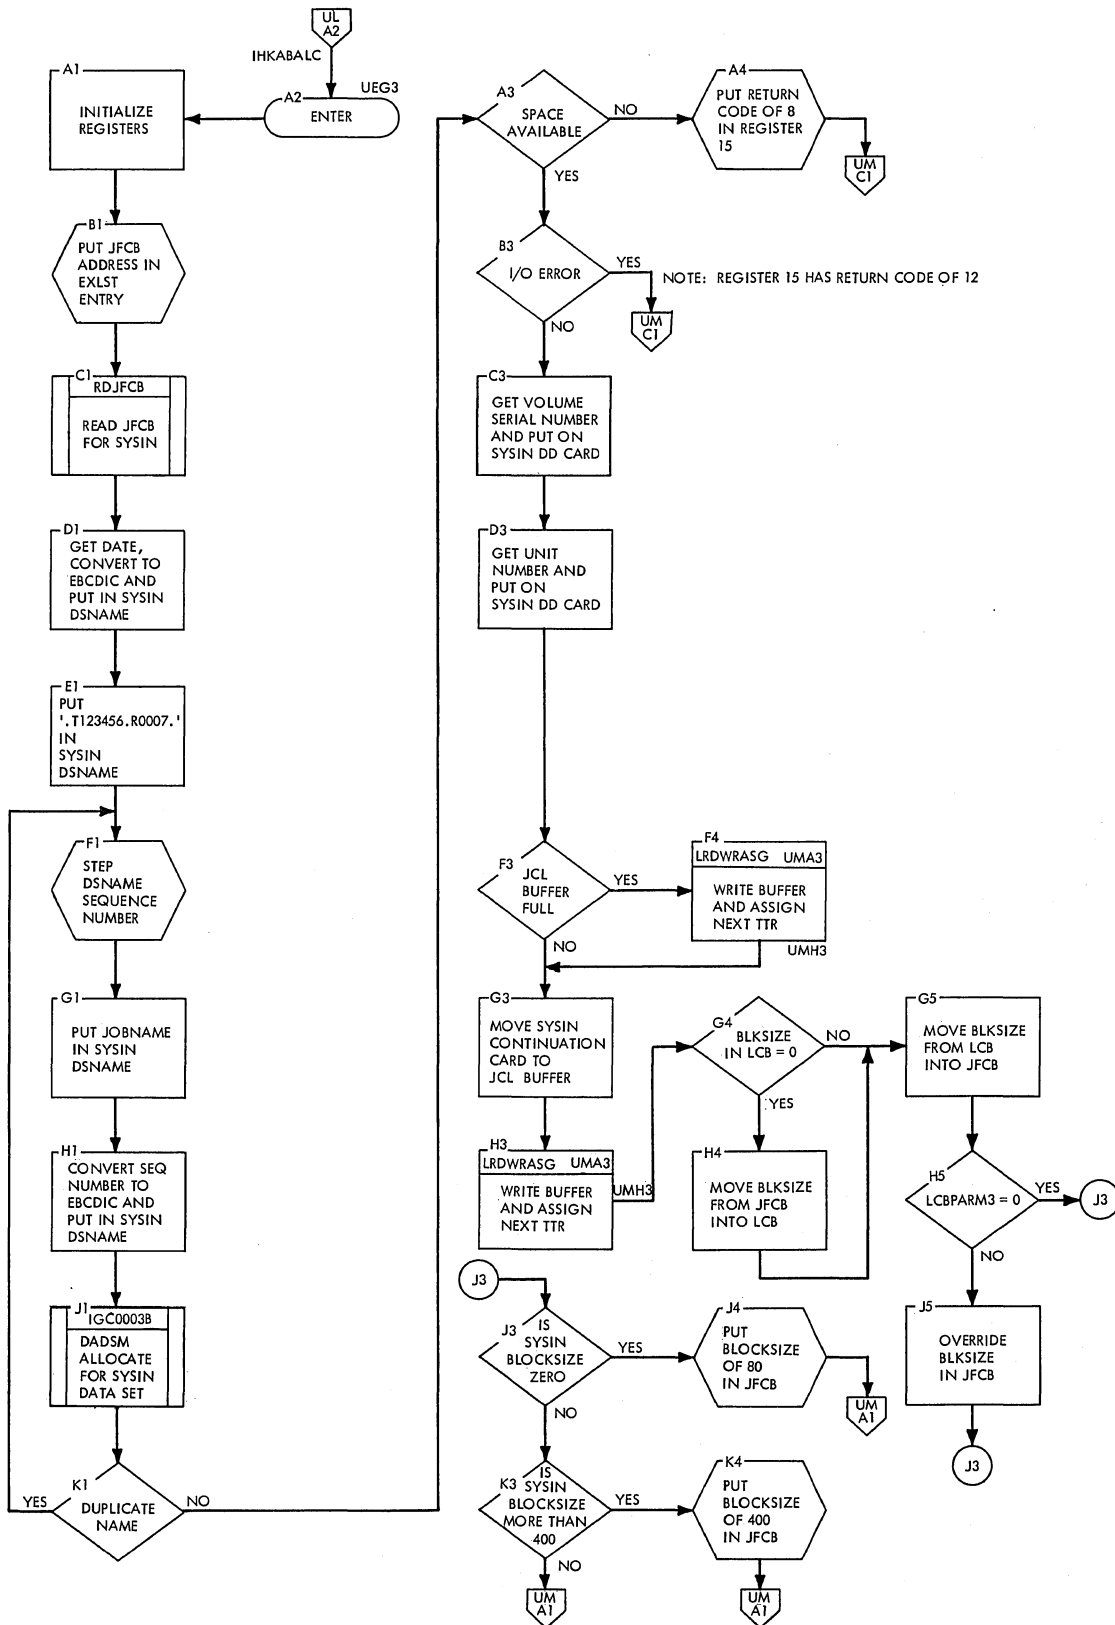 UL
A2
IHKABALC
UEG3
A2
ENTER
A1
INITIALIZE
REGISTERS
B1
PUT JFCB
ADDRESS IN
EXLST
ENTRY
C1
RDJFCB
READ JFCB
FOR SYSIN
D1
GET DATE,
CONVERT TO
EBCDIC AND
PUT IN SYSIN
DSNAME
E1
PUT
'.T123456.R0007.'
IN
SYSIN
DSNAME
F1
STEP
DSNAME
SEQUENCE
NUMBER
G1
PUT JOBNAME
IN SYSIN
DSNAME
H1
CONVERT SEQ
NUMBER TO
EBCDIC AND
PUT IN SYSIN
DSNAME
J1
IGC0003B
DADSM
ALLOCATE
FOR SYSIN
DATA SET
K1
DUPLICATE
NAME
YES
NO
A3
SPACE
AVAILABLE
NO
YES
A4
PUT RETURN
CODE OF 8
IN REGISTER
15
UM
C1
B3
I/O ERROR
YES
NO
NOTE: REGISTER 15 HAS RETURN CODE OF 12
UM
C1
C3
GET VOLUME
SERIAL NUMBER
AND PUT ON
SYSIN DD CARD
D3
GET UNIT
NUMBER AND
PUT ON
SYSIN DD CARD
F3
JCL
BUFFER
FULL
YES
NO
F4
LRDWRASG UMA3
WRITE BUFFER
AND ASSIGN
NEXT TTR
UMH3
G3
MOVE SYSIN
CONTINUATION
CARD TO
JCL BUFFER
H3
LRDWRASG UMA3
WRITE BUFFER
AND ASSIGN
NEXT TTR
UMH3
G4
BLKSIZE
IN LCB = 0
NO
YES
H4
MOVE BLKSIZE
FROM JFCB
INTO LCB
G5
MOVE BLKSIZE
FROM LCB
INTO JFCB
H5
LCBPARM3 = 0
YES
NO
J3
J5
OVERRIDE
BLKSIZE
IN JFCB
J3
J3
J3
IS
SYSIN
BLOCKSIZE
ZERO
YES
NO
J4
PUT
BLOCKSIZE
OF 80
IN JFCB
UM
A1
K3
IS
SYSIN
BLOCKSIZE
MORE THAN
400
YES
NO
K4
PUT
BLOCKSIZE
OF 400
IN JFCB
UM
A1
UM
A1